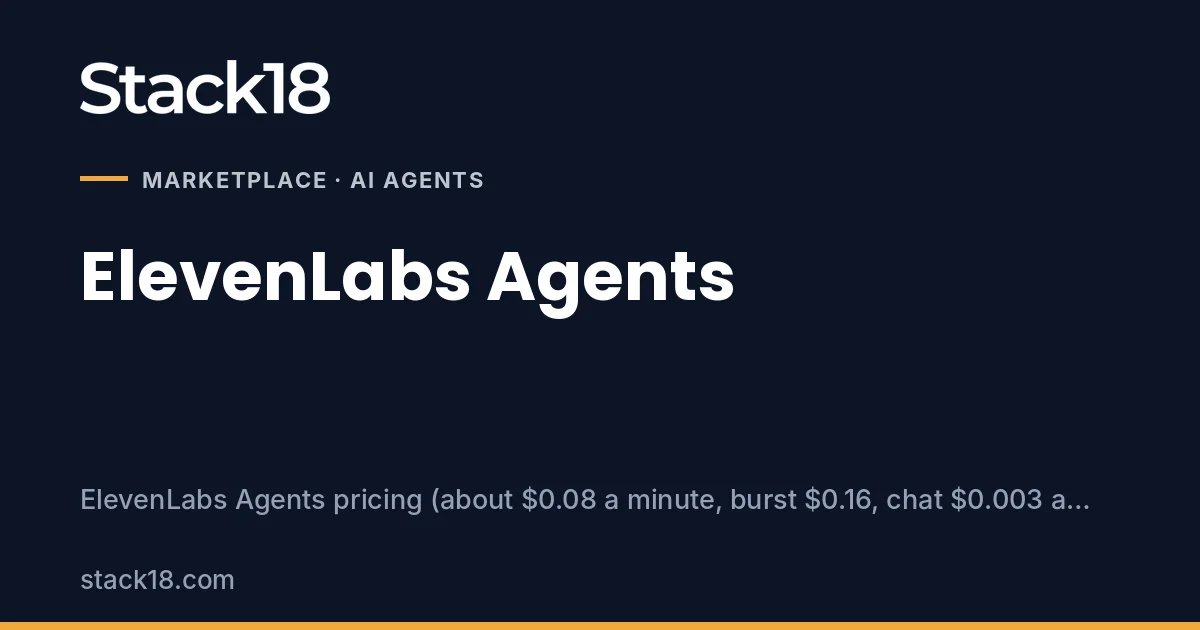 Stack18
MARKETPLACE · AI AGENTS
ElevenLabs Agents
ElevenLabs Agents pricing (about $0.08 a minute, burst $0.16, chat $0.003 a...
stack18.com